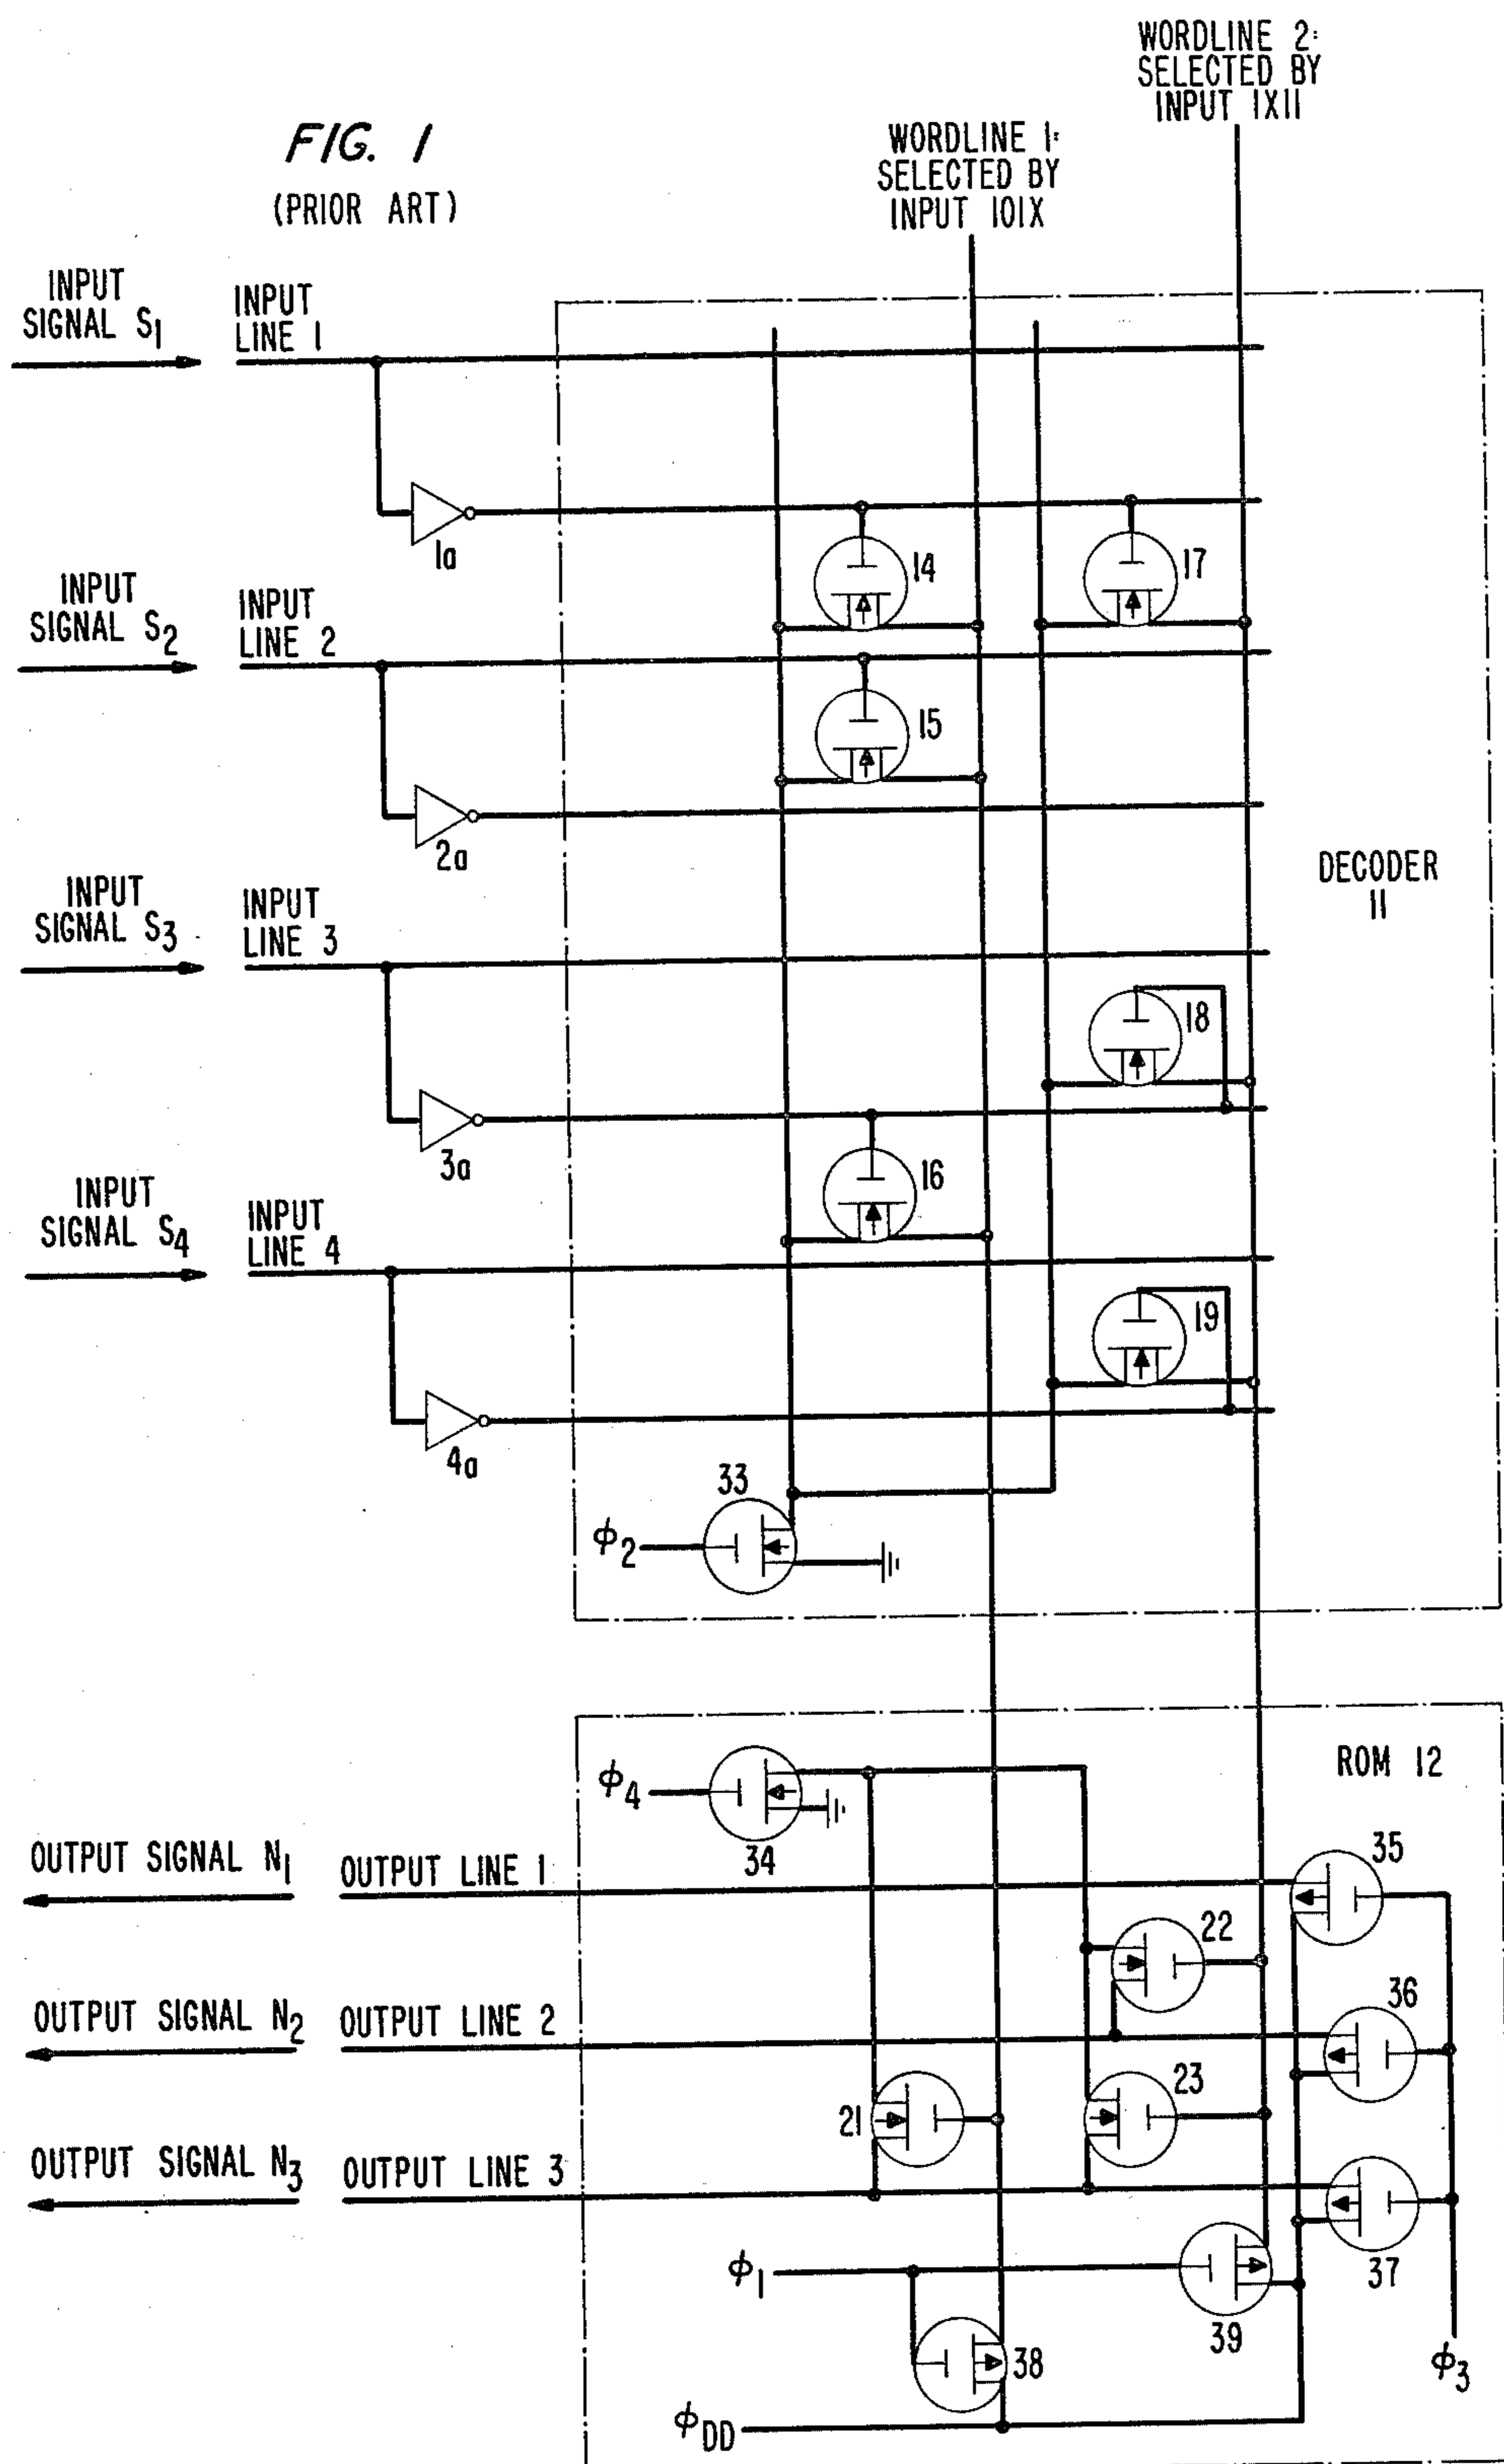 WORDLINE 2:
SELECTED BY
INPUT 1X11
FIG. 1
(PRIOR ART)
WORDLINE 1:
SELECTED BY
INPUT 101X
INPUT
SIGNAL S1
INPUT
LINE 1
1a
14
17
INPUT
SIGNAL S2
INPUT
LINE 2
15
2a
DECODER
11
INPUT
SIGNAL S3
INPUT
LINE 3
18
3a
16
INPUT
SIGNAL S4
INPUT
LINE 4
19
4a
33
ϕ2
ROM 12
ϕ4
34
35
OUTPUT SIGNAL N1
OUTPUT LINE 1
22
36
OUTPUT SIGNAL N2
OUTPUT LINE 2
21
23
OUTPUT SIGNAL N3
OUTPUT LINE 3
37
ϕ1
39
38
ϕ3
ϕDD